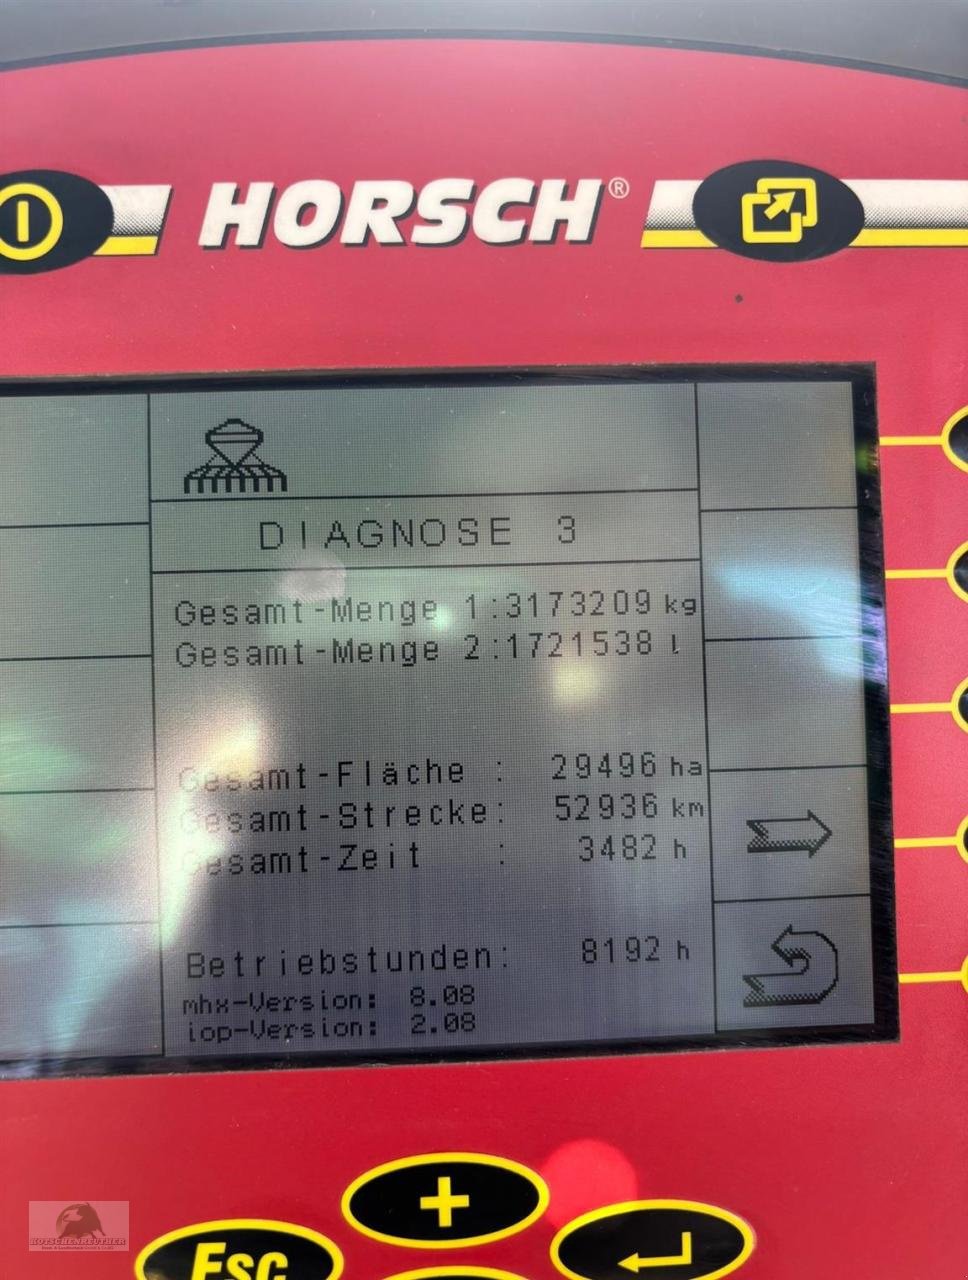 HORSCH®
DIAGNOSE 3
Gesamt-Menge 1:3173209 kg
Gesamt-Menge 2:1721538 l
Gesamt-Fläche : 29496 ha
Gesamt-Strecke: 52936 km
Gesamt-Zeit : 3482 h
Betriebstunden: 8192 h
mhx-Version: 8.08
iop-Version: 2.08
+
Esc
KOTSCHENREUTHER